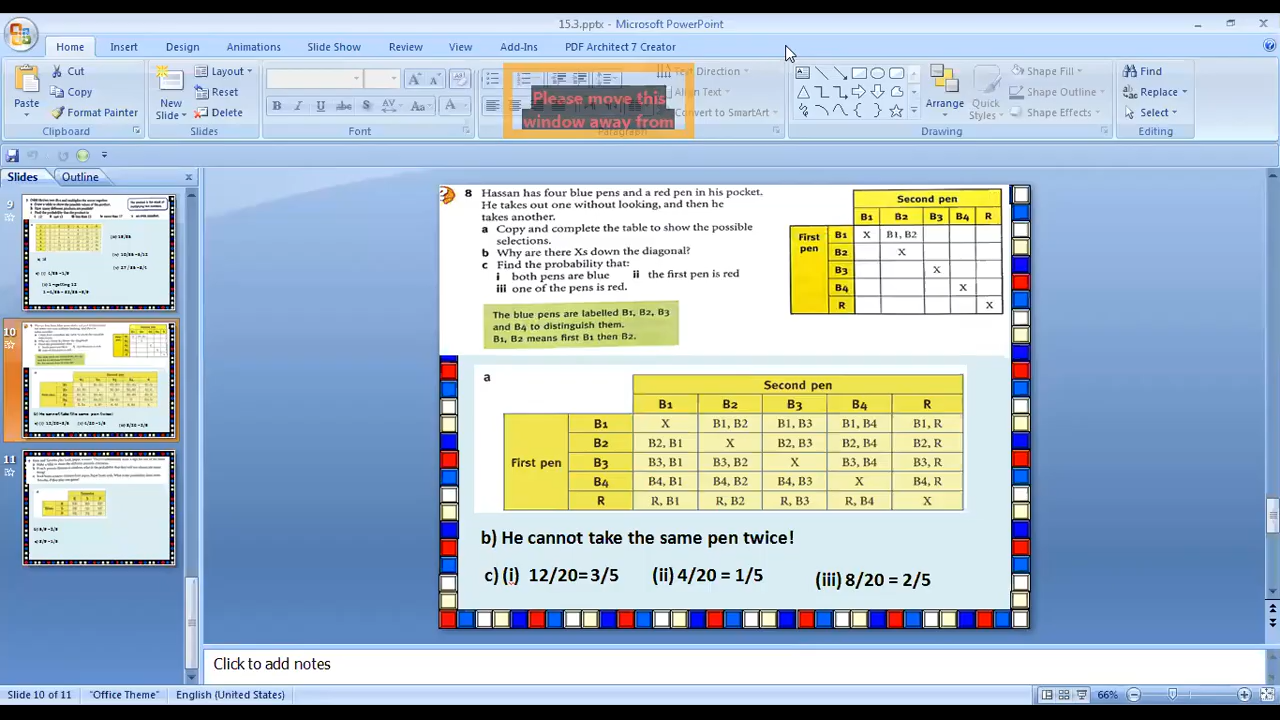 15.3.pptx - Microsoft PowerPoint
Home Insert Design Animations Slide Show Review View Add-Ins PDF Architect 7 Creator
Paste
Cut
Copy
Format Painter
Clipboard
New Slide
Layout
Reset
Delete
Slides
Font
Please move this
window away from
Text Direction
Align Text
Convert to SmartArt
Paragraph
Arrange
Quick Styles
Shape Fill
Shape Outline
Shape Effects
Drawing
Find
Replace
Select
Editing
Slides Outline
9
10
11
8 Hassan has four blue pens and a red pen in his pocket.
He takes out one without looking, and then he
takes another.
a Copy and complete the table to show the possible
selections.
b Why are there Xs down the diagonal?
c Find the probability that:
i both pens are blue ii the first pen is red
iii one of the pens is red.
The blue pens are labelled B1, B2, B3
and B4 to distinguish them.
B1, B2 means first B1 then B2.
Second pen
B1 B2 B3 B4 R
First pen
B1 X B1, B2
B2 X
B3 X
B4 X
R X
a
Second pen
B1 B2 B3 B4 R
B1 X B1, B2 B1, B3 B1, B4 B1, R
B2 B2, B1 X B2, B3 B2, B4 B2, R
First pen B3 B3, B1 B3, B2 X B3, B4 B3, R
B4 B4, B1 B4, B2 B4, B3 X B4, R
R R, B1 R, B2 R, B3 R, B4 X
b) He cannot take the same pen twice!
c) (i) 12/20= 3/5 (ii) 4/20 = 1/5 (iii) 8/20 = 2/5
Click to add notes
Slide 10 of 11 "Office Theme" English (United States) 66%